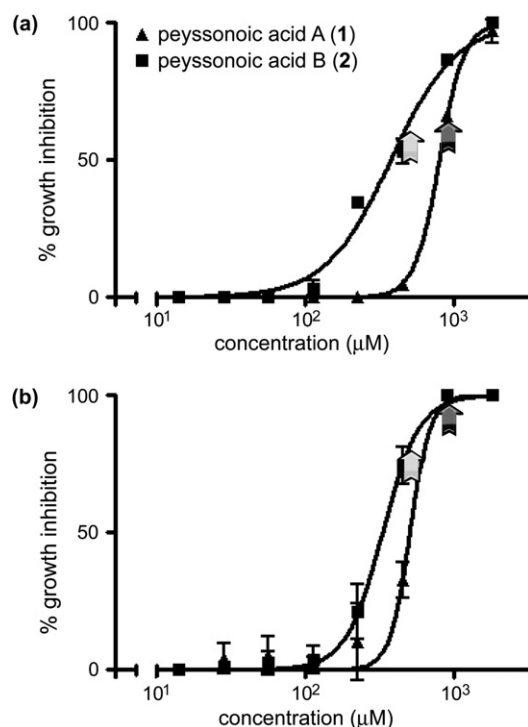 (a)
100
▲ peyssonoic acid A (1)
■ peyssonoic acid B (2)
% growth inhibition
50
0
10¹ 10² 10³
concentration (μM)
(b)
100
% growth inhibition
50
0
10¹ 10² 10³
concentration (μM)